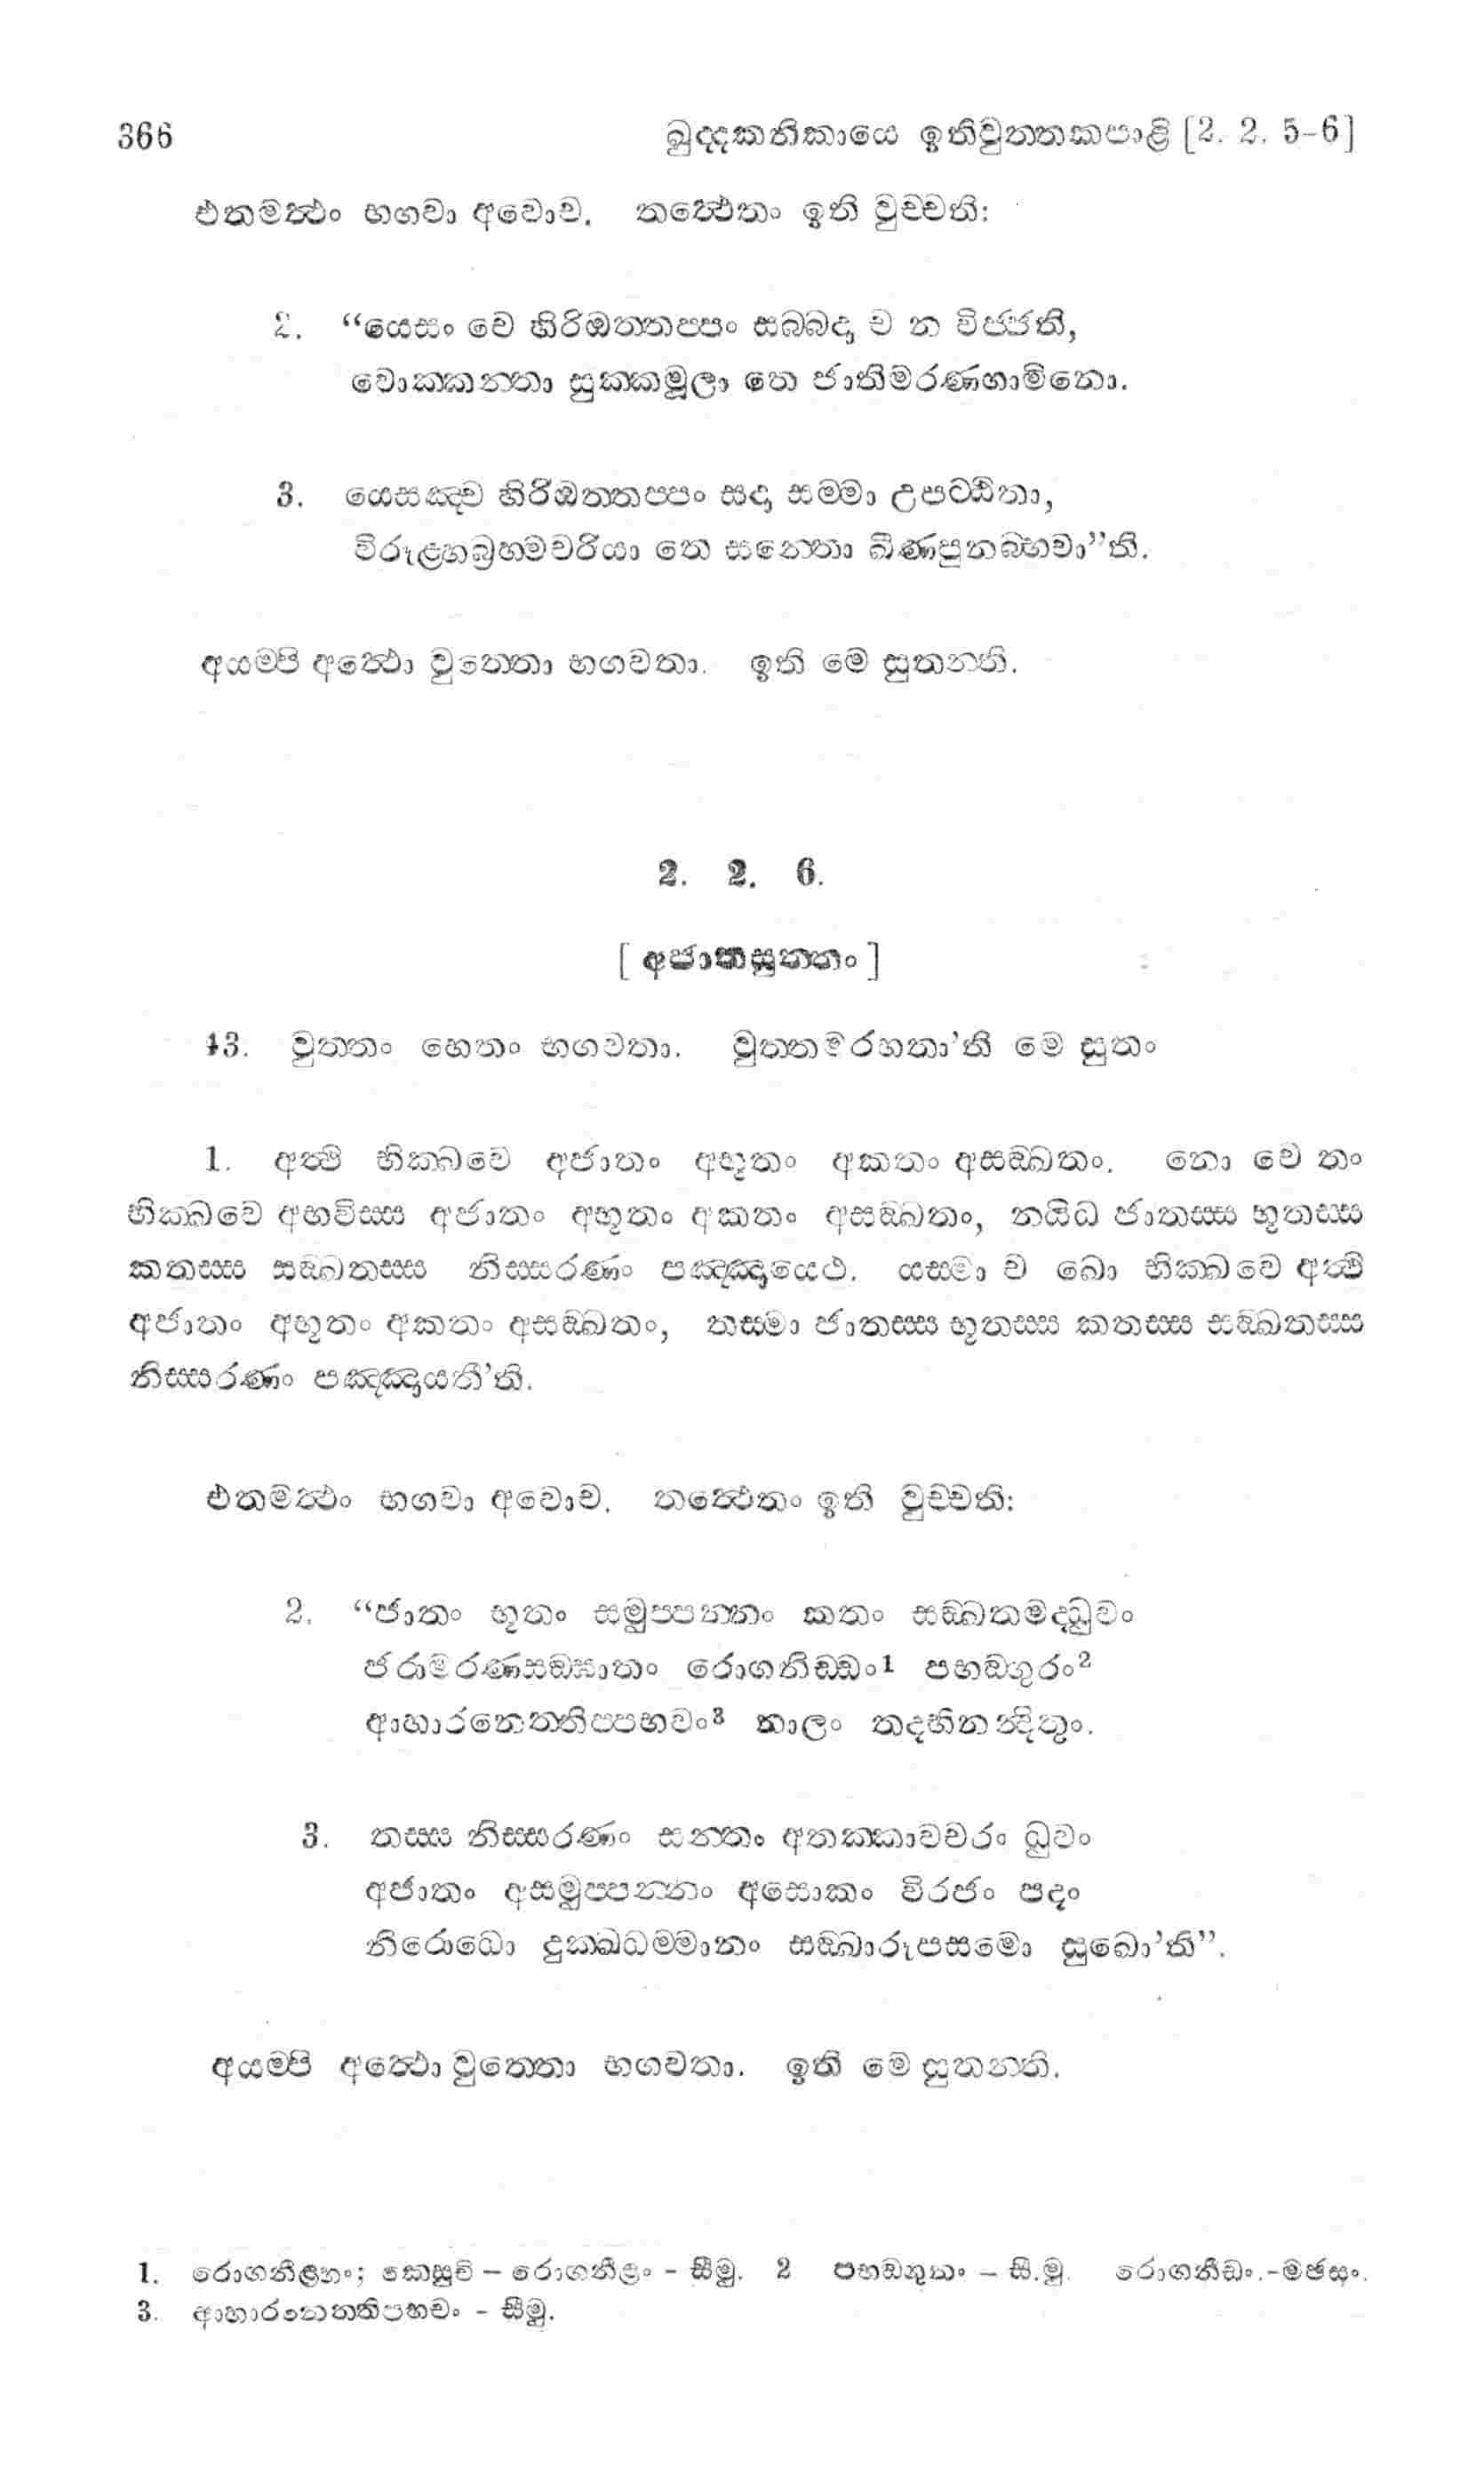 366 ඛුද්දකනිකායෙ ඉතිවුත්තකපාළි [2. 2. 5-6]
එතමත්ථං භගවා අවොච. තත්ථෙතං ඉති වුච්චති:
2. “යෙසං චෙ හිරිඔත්තප්පං සබ්බදා ච න විජ්ජති,
වොක්කන්තා සුක්කමූලා තෙ ජාතිමරණගාමිනො.
3. යෙසඤ්ච හිරිඔත්තප්පං සදා සම්මා උපට්ඨිතා,
විරූළ්හබ්‍රහ්මචරියා තෙ සන්තො ඛීණපුනබ්භවා”ති.
අයම්පි අත්ථො වුත්තො භගවතා. ඉති මෙ සුතන්ති.
2. 2. 6.
[ අජාතසුත්තං ]
43. වුත්තං හෙතං භගවතා. වුත්තමරහතා’ති මෙ සුතං
1. අත්ථි භික්ඛවෙ අජාතං අභූතං අකතං අසඞ්ඛතං. නො චෙ තං
භික්ඛවෙ අභවිස්ස අජාතං අභූතං අකතං අසඞ්ඛතං, නයිධ ජාතස්ස භූතස්ස
කතස්ස සඞ්ඛතස්ස නිස්සරණං පඤ්ඤායෙථ. යස්මා ච ඛො භික්ඛවෙ අත්ථි
අජාතං අභූතං අකතං අසඞ්ඛතං, තස්මා ජාතස්ස භූතස්ස කතස්ස සඞ්ඛතස්ස
නිස්සරණං පඤ්ඤායතී’ති.
එතමත්ථං භගවා අවොච. තත්ථෙතං ඉති වුච්චති:
2. “ජාතං භූතං සමුප්පන්නං කතං සඞ්ඛතමද්ධුවං
ජරාමරණසඞ්ඝාතං රොගනිඩ්ඩං1 පභඞ්ගුරං2
ආහාරනෙත්තිප්පභවං3 නාලං තදභිනන්දිතුං.
3. තස්ස නිස්සරණං සන්තං අතක්කාවචරං ධුවං
අජාතං අසමුප්පන්නං අසොකං විරජං පදං
නිරොධො දුක්ඛධම්මානං සඞ්ඛාරූපසමො සුඛො’ති”.
අයම්පි අත්ථො වුත්තො භගවතා. ඉති මෙ සුතන්ති.
1. රොගනීළ්හං; කෙසුචි – රොගනීළං - සීමු. 2 පභඞ්ගුනං – සී.මු. රොගනීඩං.-මඡසං.
3. ආහාරනෙත්තිපභවං - සීමු.